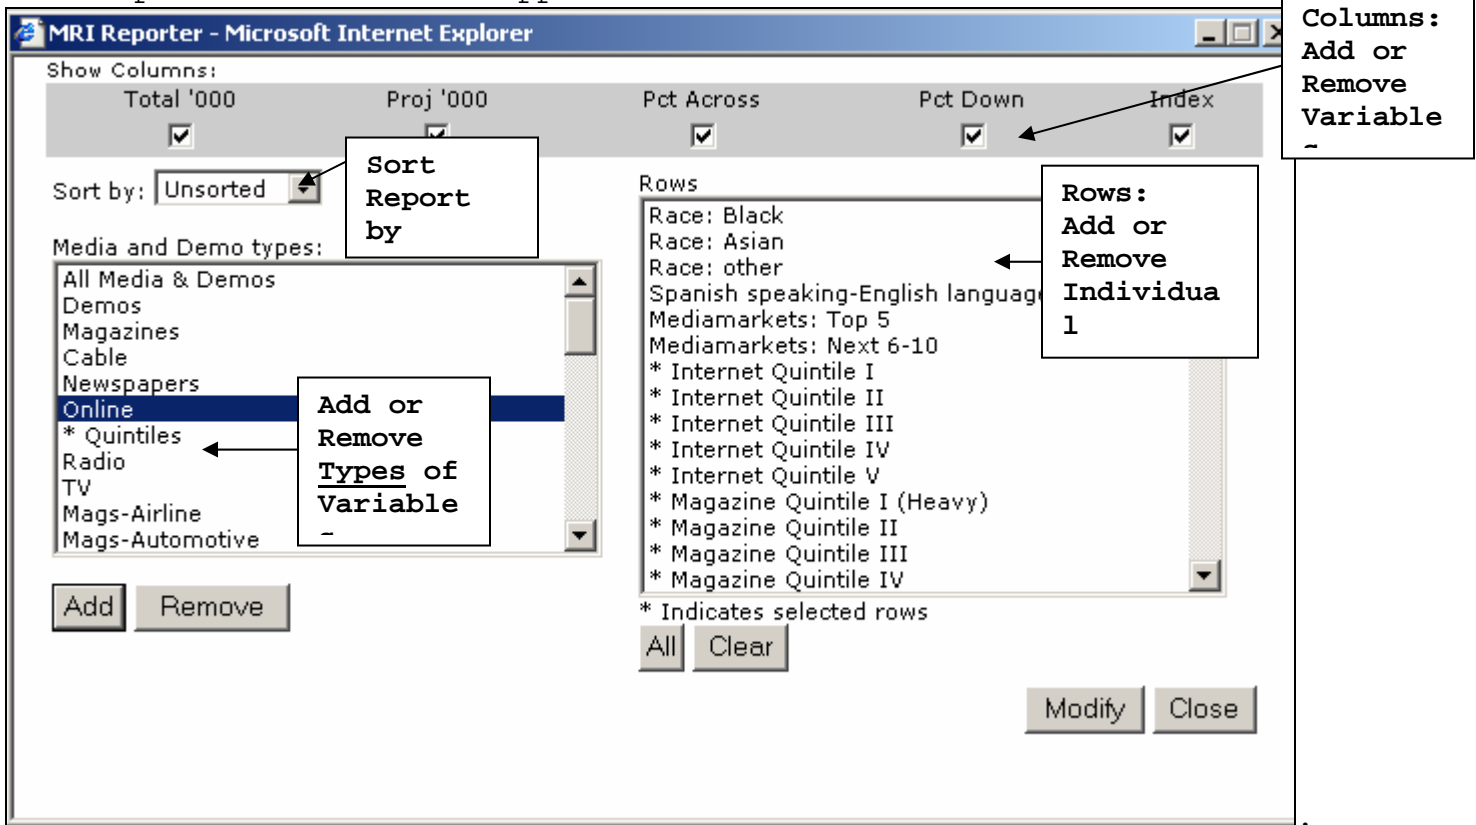 MRI Reporter - Microsoft Internet Explorer
Columns:
Add or
Remove
Variable
Show Columns:
Total '000 Proj '000 Pct Across Pct Down Index
Sort by: Unsorted
Sort
Report
by
Media and Demo types:
All Media & Demos
Demos
Magazines
Cable
Newspapers
Online
* Quintiles
Radio
TV
Mags-Airline
Mags-Automotive
Add or
Remove
Types of
Variable
Add Remove
Rows
Race: Black
Race: Asian
Race: other
Spanish speaking-English language
Mediamarkets: Top 5
Mediamarkets: Next 6-10
* Internet Quintile I
* Internet Quintile II
* Internet Quintile III
* Internet Quintile IV
* Internet Quintile V
* Magazine Quintile I (Heavy)
* Magazine Quintile II
* Magazine Quintile III
* Magazine Quintile IV
Rows:
Add or
Remove
Individua
l
* Indicates selected rows
All Clear
Modify Close
.